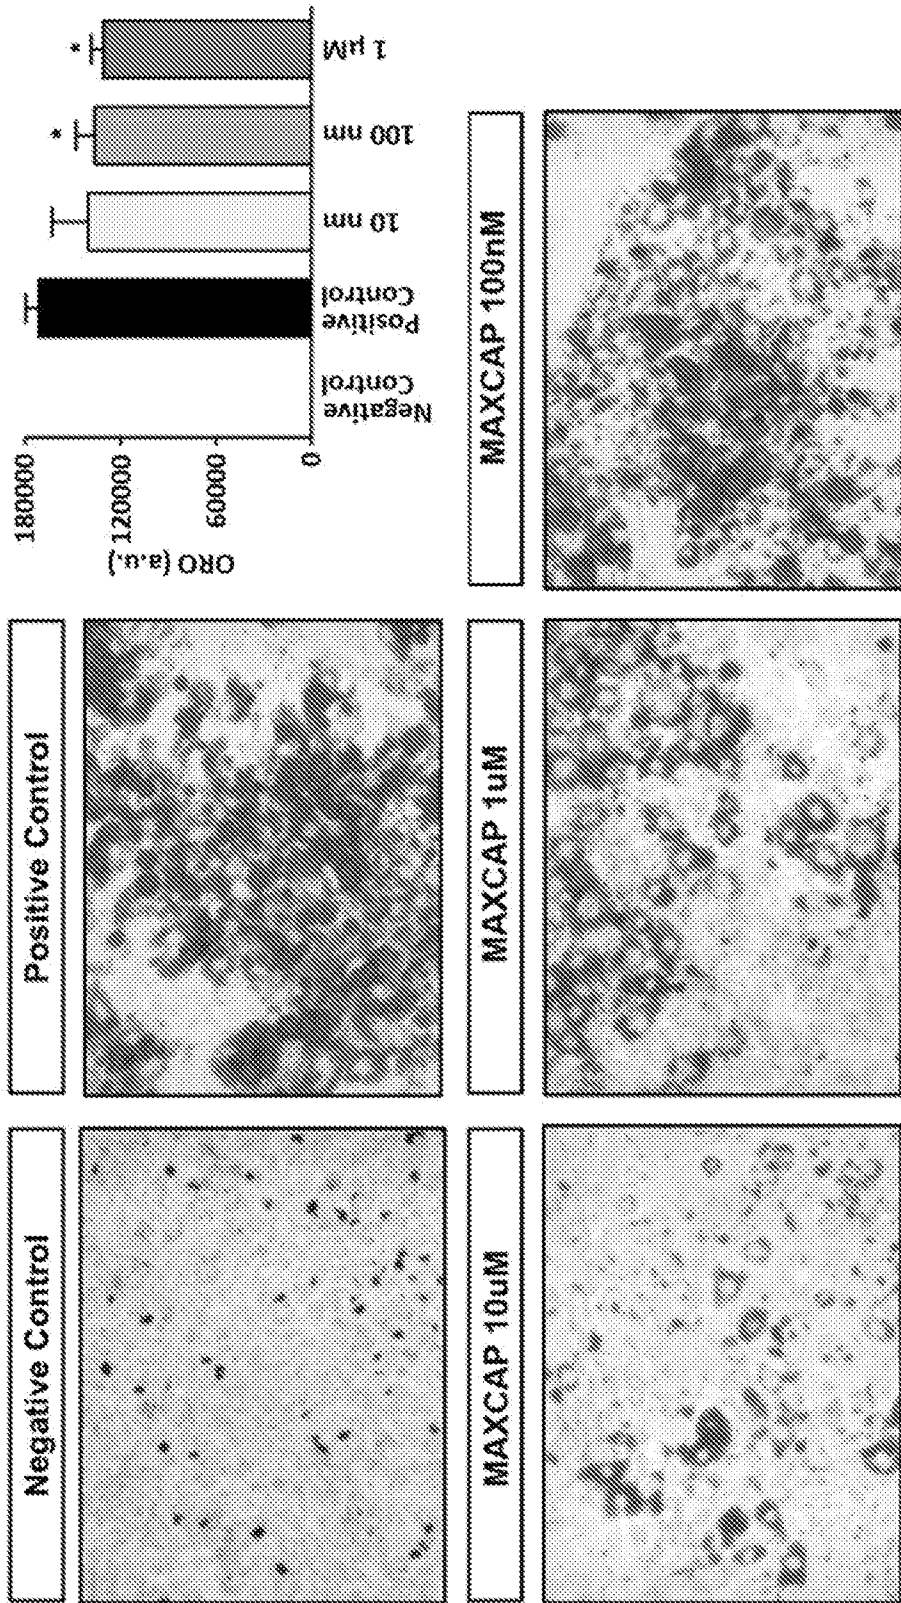 Negative Control
Positive Control
ORO (a.u.)
180000
120000
60000
0
Negative
Control
Positive
Control
10 nm
100 nm
1 µM
*
*
MAXCAP 10uM
MAXCAP 1uM
MAXCAP 100nM